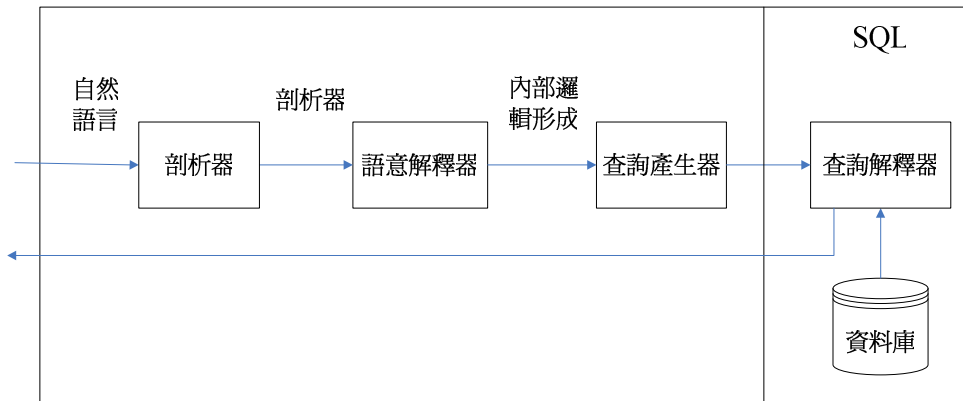 SQL
自然
語言
剖析器
內部邏
輯形成
剖析器
語意解釋器
查詢產生器
查詢解釋器
資料庫